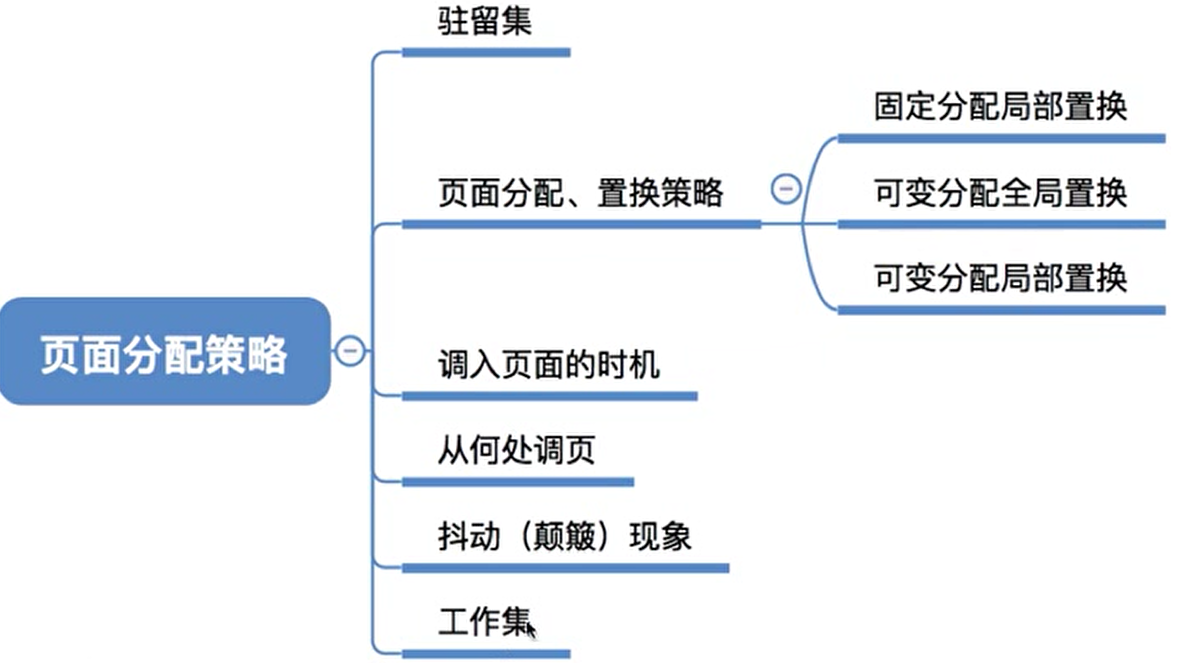 页面分配策略
驻留集
页面分配、置换策略
固定分配局部置换
可变分配全局置换
可变分配局部置换
调入页面的时机
从何处调页
抖动（颠簸）现象
工作集